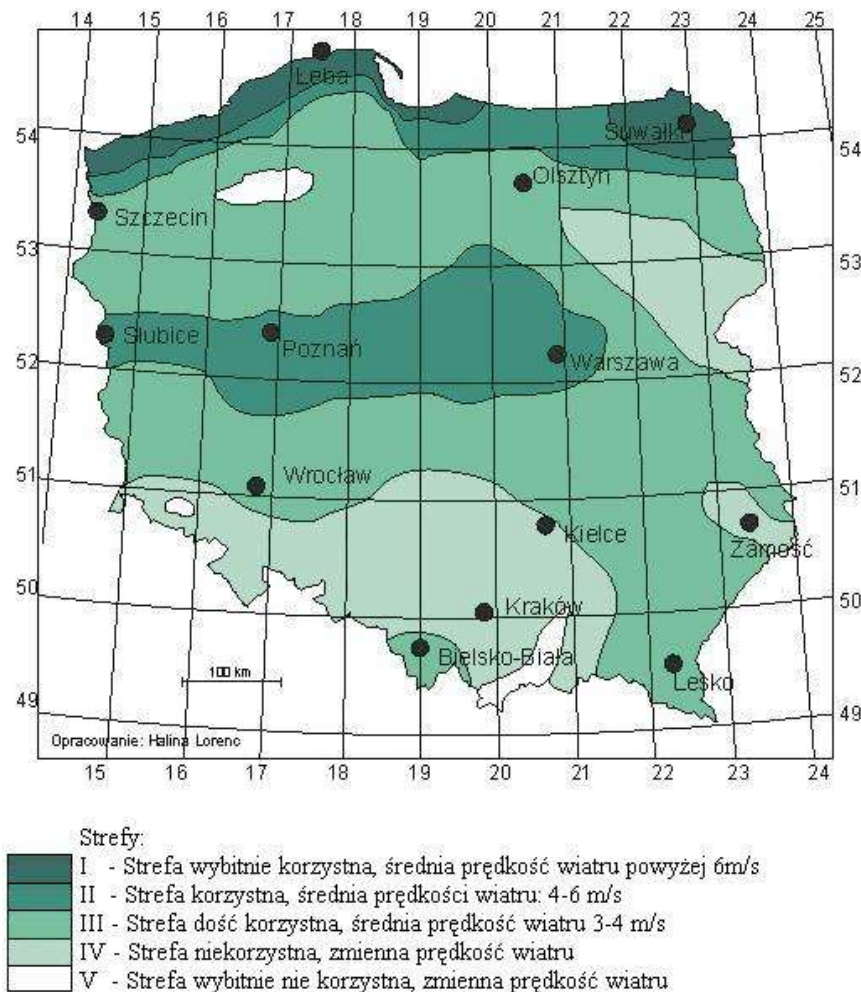 14 15 16 17 18 19 20 21 22 23 24 25
Łeba
54 Suwałki 54
Olsztyn
Szczecin
53 53
Słubice Poznań Warszawa
52 52
51 Wrocław 51
Kielce Zamość
50 Kraków 50
Bielsko-Biała
100 km Lesko
49 49
Opracowanie: Halina Lorenc
15 16 17 18 19 20 21 22 23 24
Strefy:
I - Strefa wybitnie korzystna, średnia prędkość wiatru powyżej 6m/s
II - Strefa korzystna, średnia prędkości wiatru: 4-6 m/s
III - Strefa dość korzystna, średnia prędkość wiatru 3-4 m/s
IV - Strefa niekorzystna, zmienna prędkość wiatru
V - Strefa wybitnie nie korzystna, zmienna prędkość wiatru